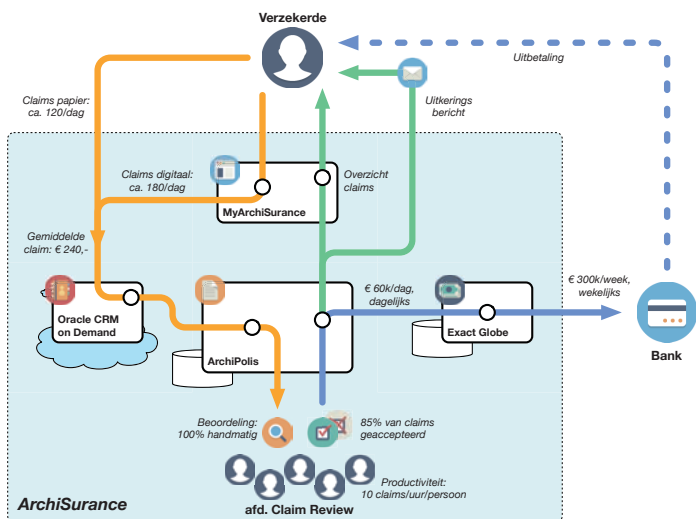 Verzekerde
Uitbetaling
Claims papier:
ca. 120/dag
Uitkerings
bericht
Claims digitaal:
ca. 180/dag
Overzicht
claims
MyArchiSurance
Gemiddelde
claim: € 240,-
€ 60k/dag,
dagelijks
€ 300k/week,
wekelijks
Oracle CRM
on Demand
ArchiPolis
Exact Globe
Bank
Beoordeling:
100% handmatig
85% van claims
geaccepteerd
Productiviteit:
10 claims/uur/persoon
ArchiSurance
afd. Claim Review